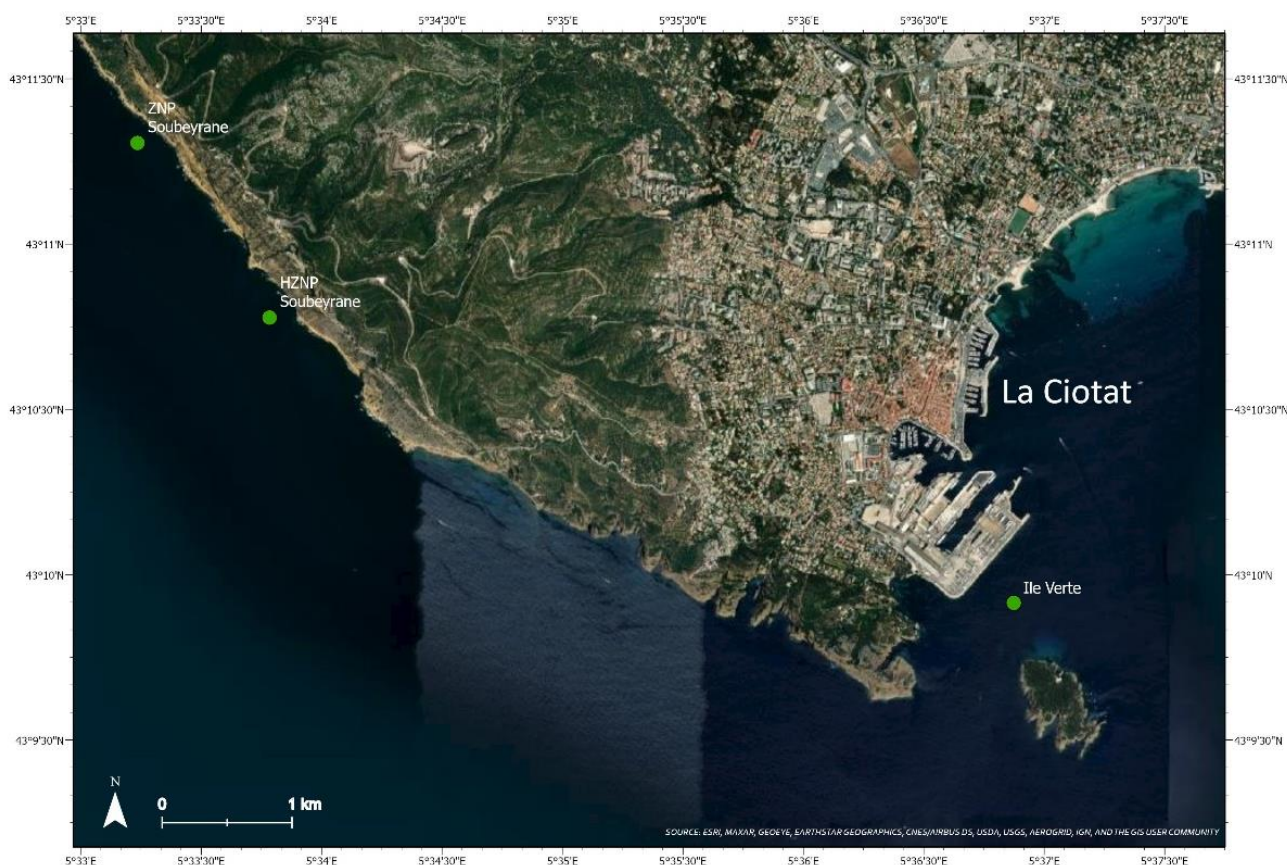 5°33'E 5°33'30"E 5°34'E 5°34'30"E 5°35'E 5°35'30"E 5°36'E 5°36'30"E 5°37'E 5°37'30"E
43°11'30"N 43°11'30"N
ZNP
Soubeyrane
43°11'N 43°11'N
HZNP
Soubeyrane
La Ciotat
43°10'30"N 43°10'30"N
43°10'N 43°10'N
Ile Verte
43°9'30"N 43°9'30"N
N
0 1 km
SOURCE: ESRI, MAXAR, GEOEYE, EARTHSTAR GEOGRAPHICS, CNES/AIRBUS DS, USDA, USGS, AEROGRID, IGN, AND THE GIS USER COMMUNITY
5°33'E 5°33'30"E 5°34'E 5°34'30"E 5°35'E 5°35'30"E 5°36'E 5°36'30"E 5°37'E 5°37'30"E